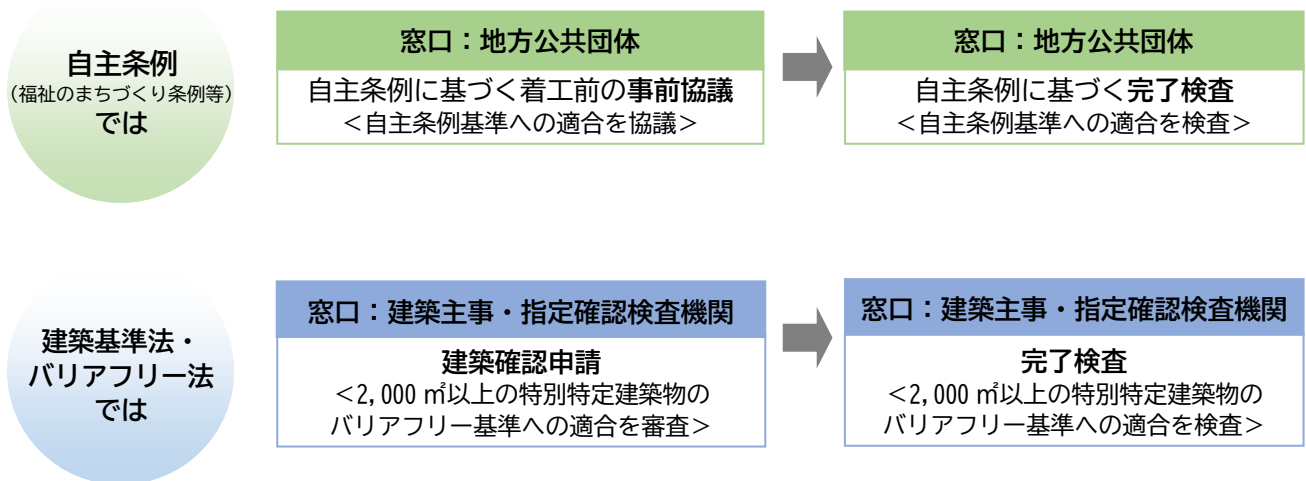 自主条例
(福祉のまちづくり条例等)
では
窓口：地方公共団体
自主条例に基づく着工前の事前協議
＜自主条例基準への適合を協議＞
窓口：地方公共団体
自主条例に基づく完了検査
＜自主条例基準への適合を検査＞
建築基準法・
バリアフリー法
では
窓口：建築主事・指定確認検査機関
建築確認申請
＜2,000 ㎡以上の特別特定建築物の
バリアフリー基準への適合を審査＞
窓口：建築主事・指定確認検査機関
完了検査
＜2,000 ㎡以上の特別特定建築物の
バリアフリー基準への適合を検査＞